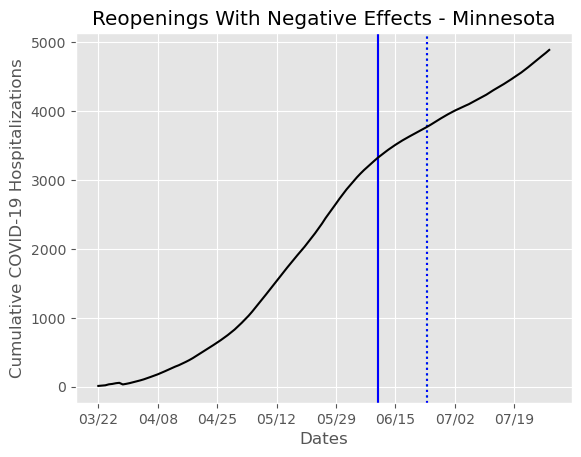 Reopenings With Negative Effects - Minnesota
Cumulative COVID-19 Hospitalizations
5000
4000
3000
2000
1000
0
03/22 04/08 04/25 05/12 05/29 06/15 07/02 07/19
Dates